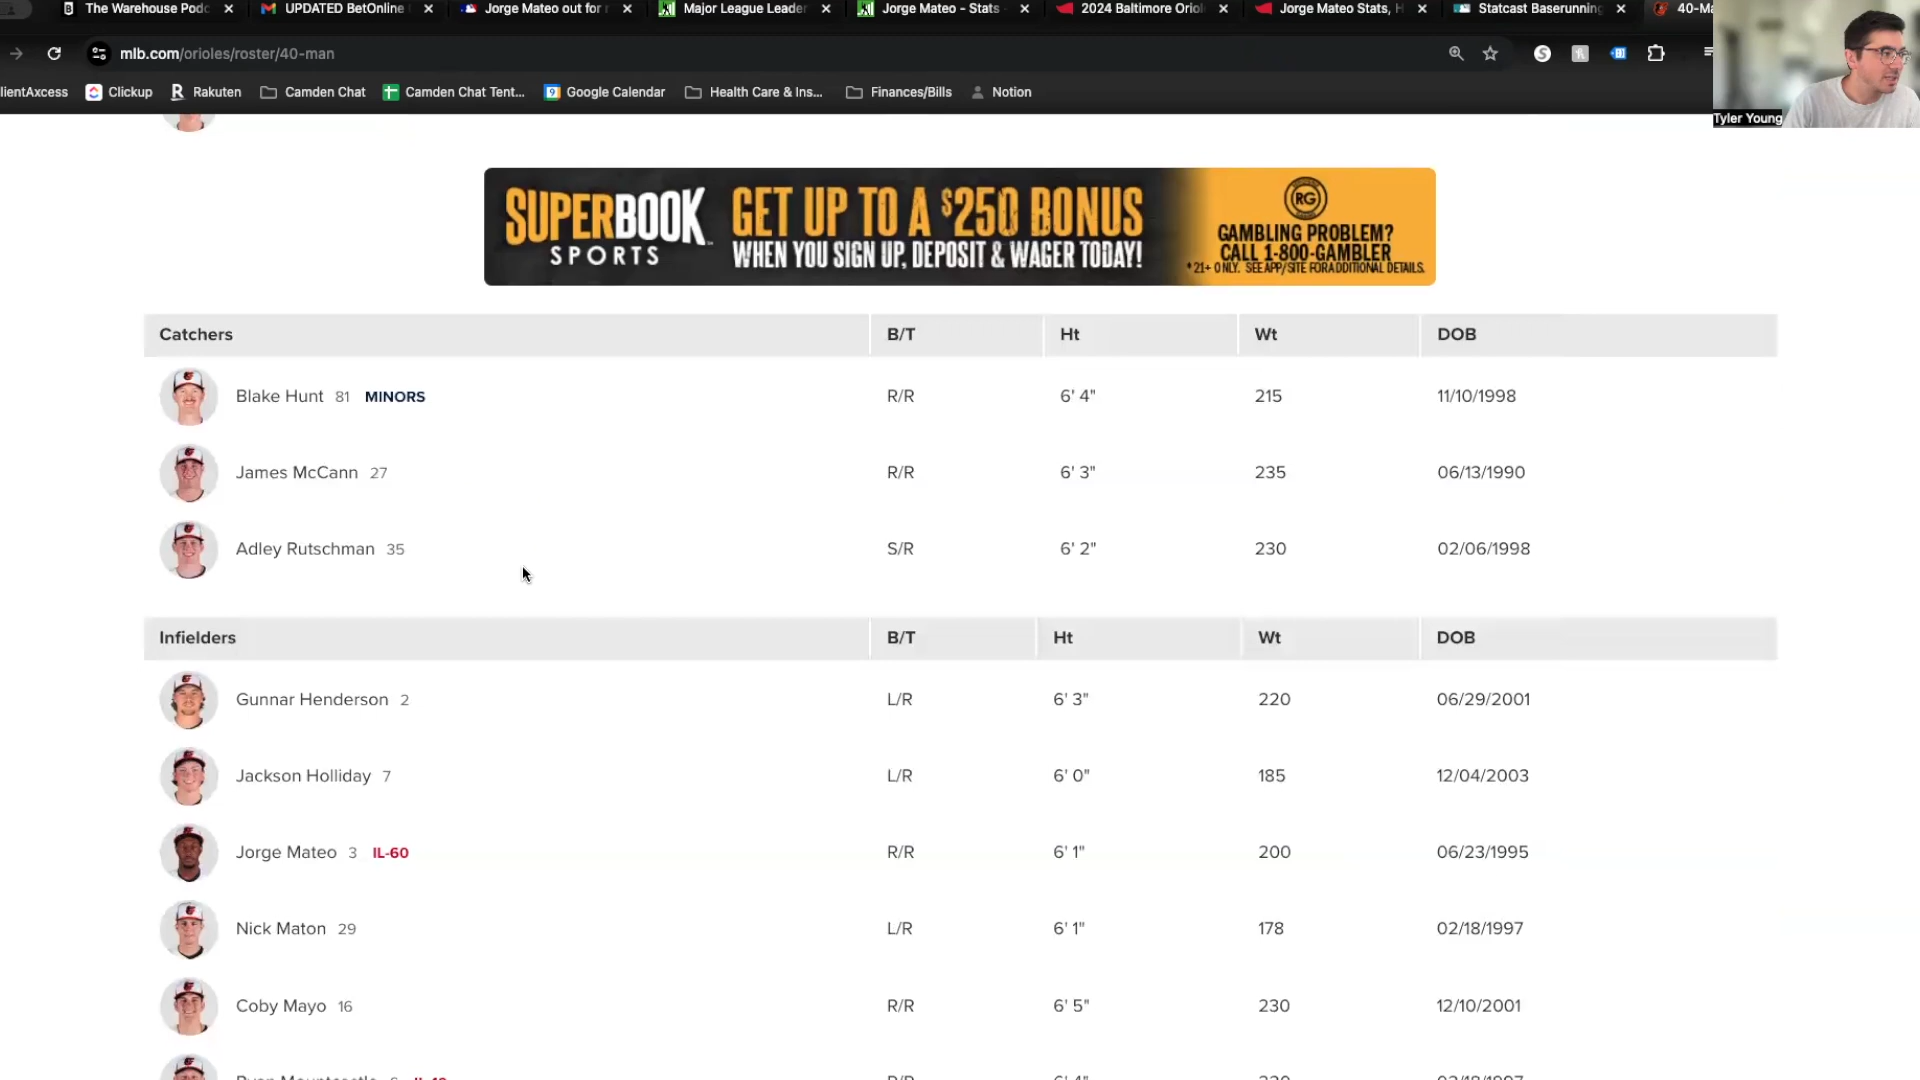 The Warehouse Podc
UPDATED BetOnline
Jorge Mateo out for
Major League Leader
Jorge Mateo - Stats
2024 Baltimore Oriol
Jorge Mateo Stats, H
Statcast Baserunning
40-Ma
mlb.com/orioles/roster/40-man
lientAxcess
Clickup
Rakuten
Camden Chat
Camden Chat Tent...
Google Calendar
Health Care & Ins...
Finances/Bills
Notion
Tyler Young
SUPERBOOK
SPORTS
GET UP TO A $250 BONUS
WHEN YOU SIGN UP, DEPOSIT & WAGER TODAY!
RG
GAMBLING PROBLEM?
CALL 1-800-GAMBLER
*21+ ONLY. SEE APP/SITE FOR ADDITIONAL DETAILS.
Catchers B/T Ht Wt DOB
Blake Hunt 81 MINORS R/R 6' 4" 215 11/10/1998
James McCann 27 R/R 6' 3" 235 06/13/1990
Adley Rutschman 35 S/R 6' 2" 230 02/06/1998
Infielders B/T Ht Wt DOB
Gunnar Henderson 2 L/R 6' 3" 220 06/29/2001
Jackson Holliday 7 L/R 6' 0" 185 12/04/2003
Jorge Mateo 3 IL-60 R/R 6' 1" 200 06/23/1995
Nick Maton 29 L/R 6' 1" 178 02/18/1997
Coby Mayo 16 R/R 6' 5" 230 12/10/2001